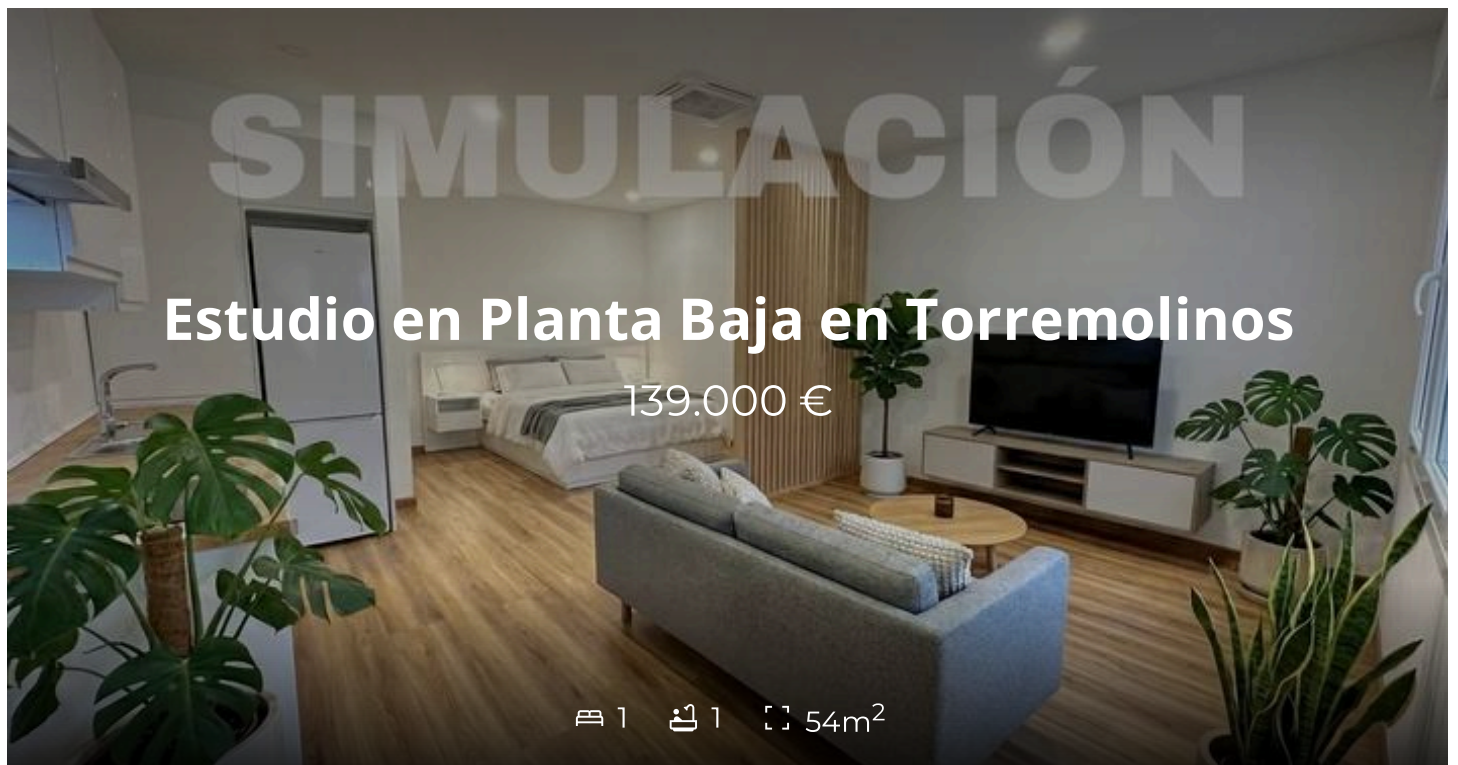 SIMULACIÓN
Estudio en Planta Baja en Torremolinos
139.000 €
1 1 54m²